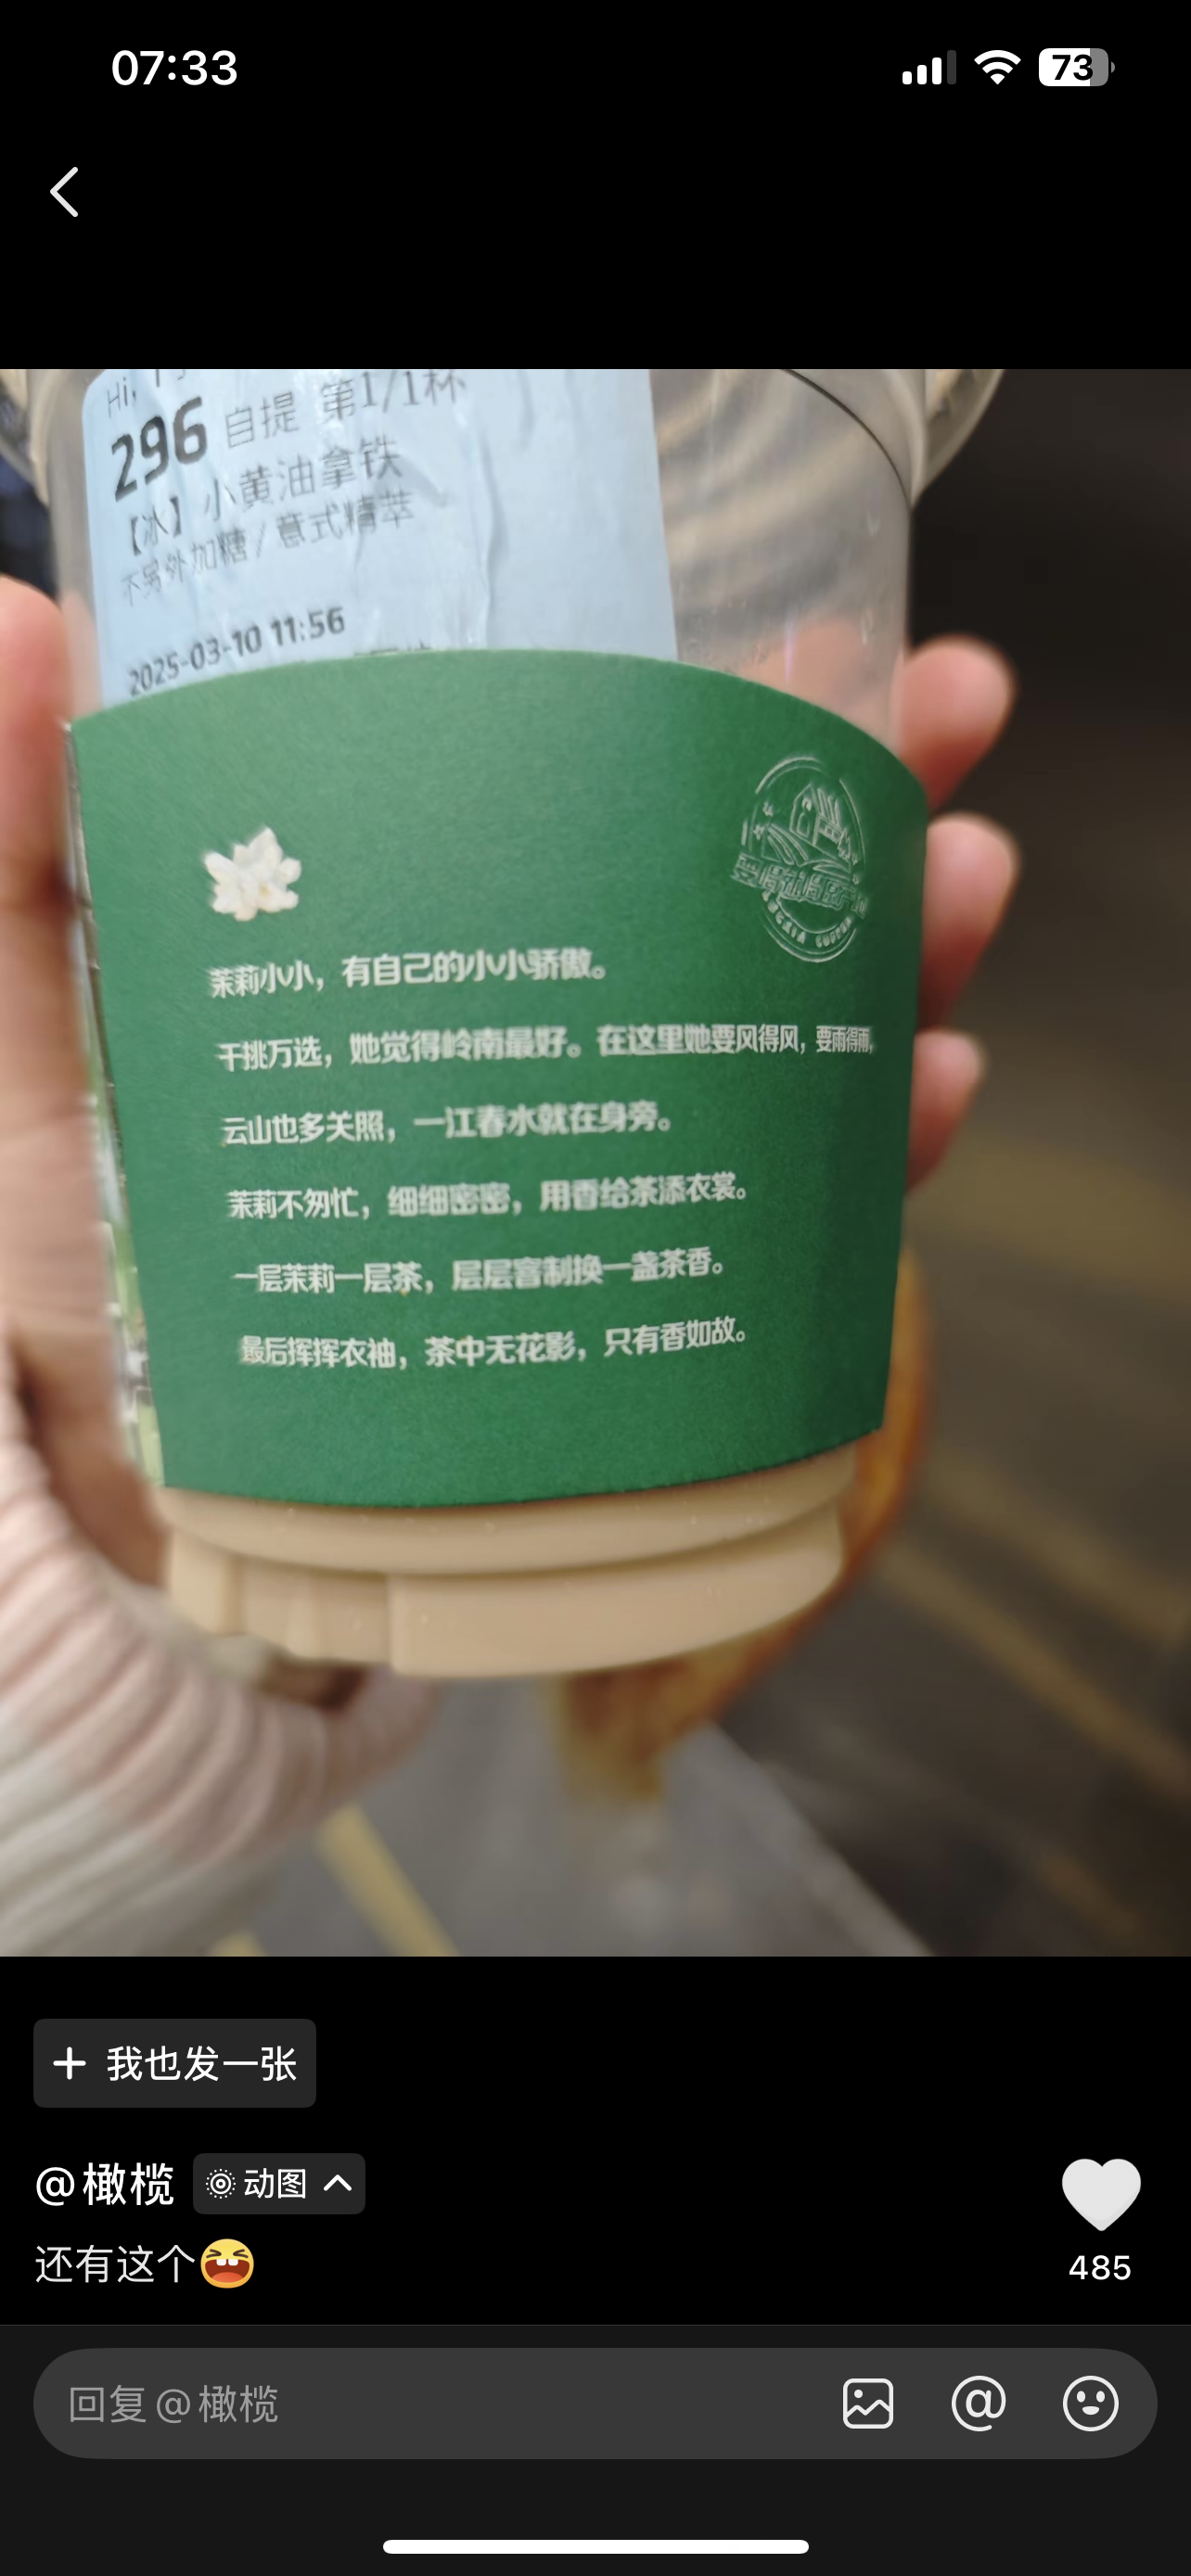 07:33
73
Hi,
296 自提 第1/1杯
【冰】小黄油拿铁
不另外加糖/意式精萃
2025-03-10 11:56
茉莉小小，有自己的小小骄傲。
千挑万选，她觉得岭南最好。在这里她要风得风，要雨得雨，
云山也多关照，一江春水就在身旁。
茉莉不匆忙，细细密密，用香给茶添衣裳。
一层茉莉一层茶，层层窨制换一盏茶香。
最后挥挥衣袖，茶中无花影，只有香如故。
我也发一张
@橄榄 动图
还有这个
485
回复@橄榄